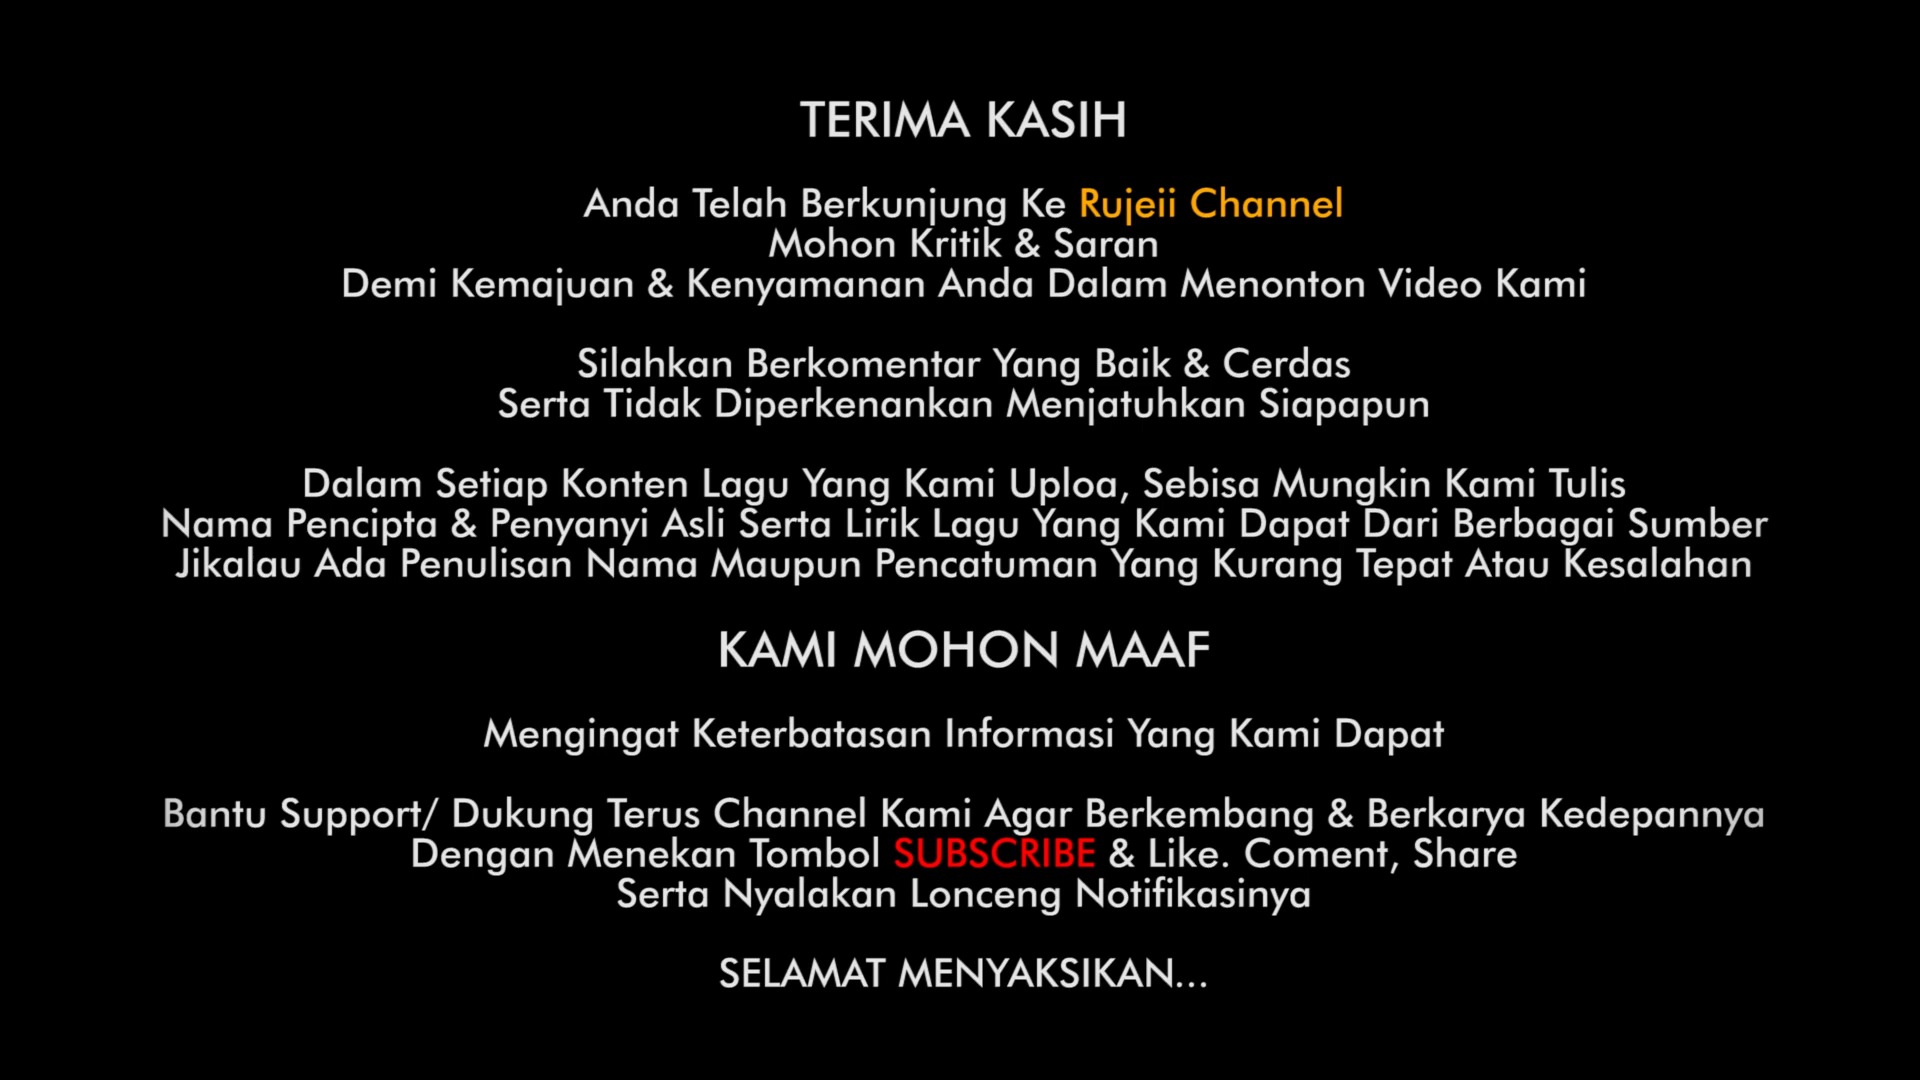 TERIMA KASIH
Anda Telah Berkunjung Ke Rujeii Channel
Mohon Kritik & Saran
Demi Kemajuan & Kenyamanan Anda Dalam Menonton Video Kami
Silahkan Berkomentar Yang Baik & Cerdas
Serta Tidak Diperkenankan Menjatuhkan Siapapun
Dalam Setiap Konten Lagu Yang Kami Uploa, Sebisa Mungkin Kami Tulis
Nama Pencipta & Penyanyi Asli Serta Lirik Lagu Yang Kami Dapat Dari Berbagai Sumber
Jikalau Ada Penulisan Nama Maupun Pencatuman Yang Kurang Tepat Atau Kesalahan
KAMI MOHON MAAF
Mengingat Keterbatasan Informasi Yang Kami Dapat
Bantu Support/ Dukung Terus Channel Kami Agar Berkembang & Berkarya Kedepannya
Dengan Menekan Tombol SUBSCRIBE & Like. Coment, Share
Serta Nyalakan Lonceng Notifikasinya
SELAMAT MENYAKSIKAN...